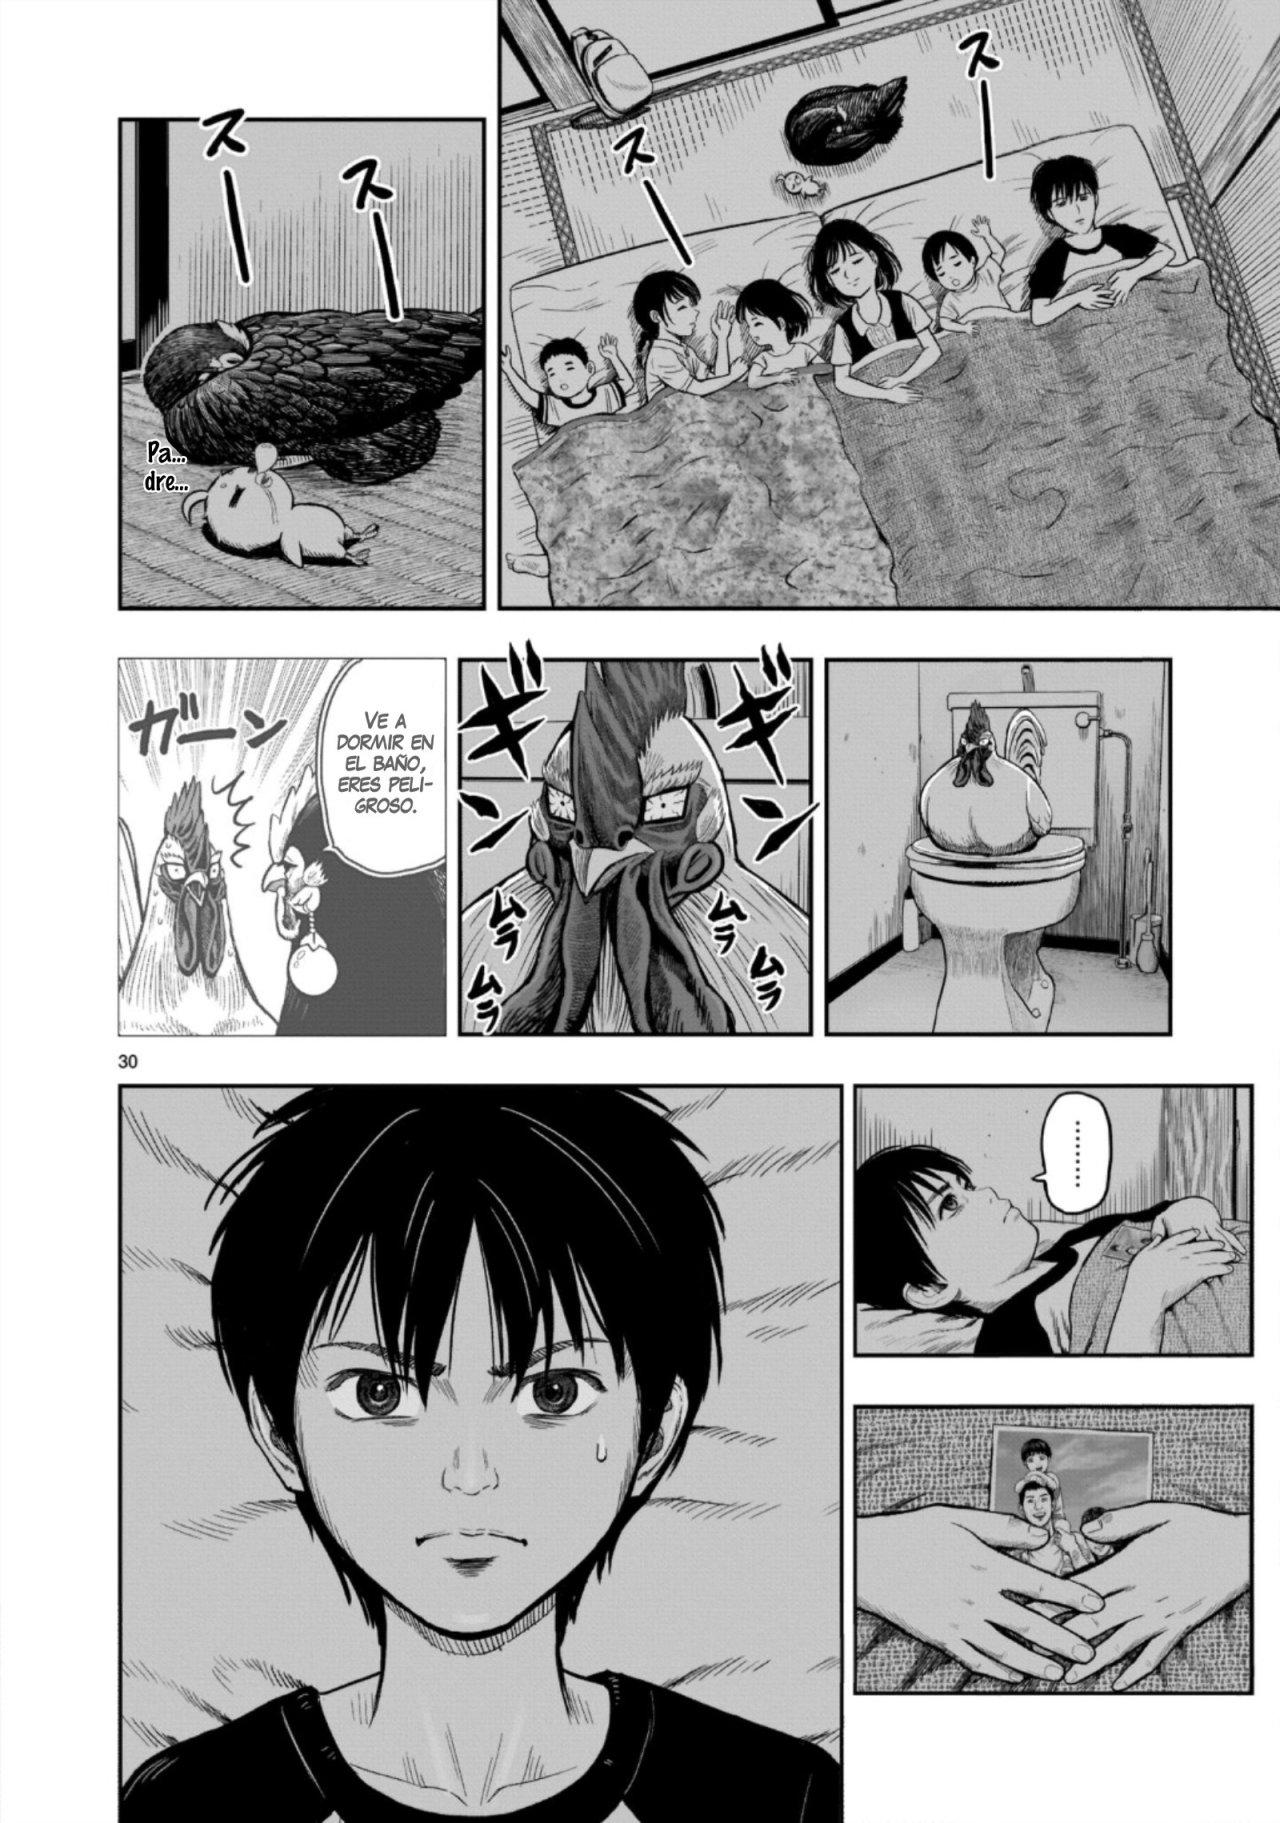 スー
スー
スー
スー
Pa...
dre...
ギンギン
ムラムラ
ムラムラ
Ve a
dormir en
el baño,
eres peli-
groso.
ガーン
30
........